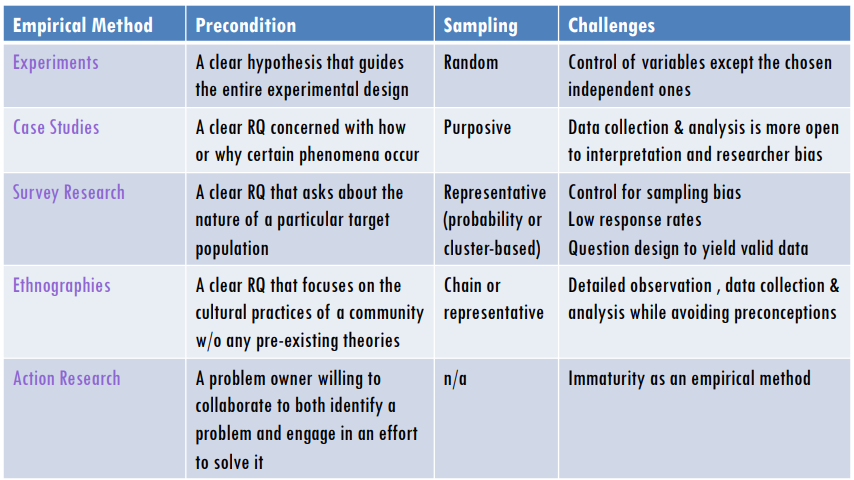 Empirical Method Precondition Sampling Challenges
Experiments
A clear hypothesis that guides
the entire experimental design
Random
Control of variables except the chosen
independent ones
Case Studies
A clear RQ concerned with how
or why certain phenomena occur
Purposive
Data collection & analysis is more open
to interpretation and researcher bias
Survey Research
A clear RQ that asks about the
nature of a particular target
population
Representative
(probability or
cluster-based)
Control for sampling bias
Low response rates
Question design to yield valid data
Ethnographies
A clear RQ that focuses on the
cultural practices of a community
w/o any pre-existing theories
Chain or
representative
Detailed observation , data collection &
analysis while avoiding preconceptions
Action Research
A problem owner willing to
collaborate to both identify a
problem and engage in an effort
to solve it
n/a
Immaturity as an empirical method